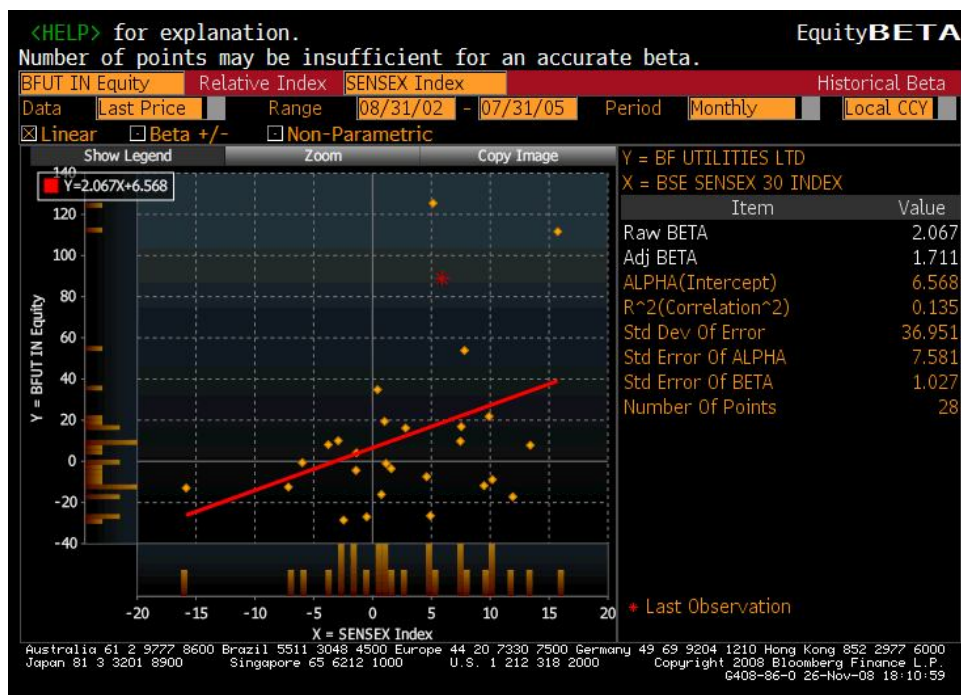 <HELP> for explanation. EquityBETA
Number of points may be insufficient for an accurate beta.
BFUT IN Equity Relative Index SENSEX Index Historical Beta
Data Last Price Range 08/31/02 - 07/31/05 Period Monthly Local CCY
Linear Beta +/- Non-Parametric
Show Legend Zoom Copy Image
Y = BF UTILITIES LTD
X = BSE SENSEX 30 INDEX
Item Value
Raw BETA 2.067
Adj BETA 1.711
ALPHA(Intercept) 6.568
R^2(Correlation^2) 0.135
Std Dev Of Error 36.951
Std Error Of ALPHA 7.581
Std Error Of BETA 1.027
Number Of Points 28
* Last Observation
140
Y=2.067X+6.568
120
100
80
60
40
20
0
-20
-40
Y = BFUT IN Equity
-20 -15 -10 -5 0 5 10 15 20
X = SENSEX Index
Australia 61 2 9777 8600 Brazil 5511 3048 4500 Europe 44 20 7330 7500 Germany 49 69 9204 1210 Hong Kong 852 2977 6000
Japan 81 3 3201 8900 Singapore 65 6212 1000 U.S. 1 212 318 2000 Copyright 2008 Bloomberg Finance L.P.
G408-86-0 26-Nov-08 18:10:59